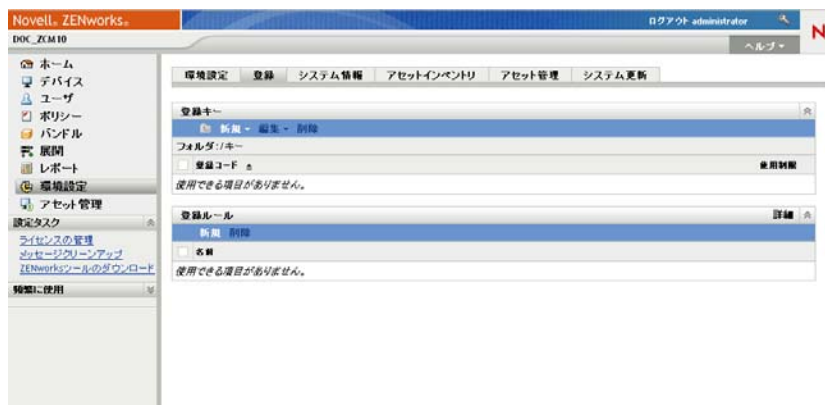 Novell® ZENworks®
ログアウト administrator
DOC_ZCM10
ヘルプ
N
ホーム
デバイス
ユーザ
ポリシー
バンドル
展開
レポート
環境設定
アセット管理
設定タスク
ライセンスの管理
メッセージクリーンアップ
ZENworksツールのダウンロード
頻繁に使用
環境設定 登録 システム情報 アセットインベントリ アセット管理 システム更新
登録キー
新規 編集 削除
フォルダ:/キー
登録コード 使用制限
使用できる項目がありません。
登録ルール 詳細
新規 削除
名前
使用できる項目がありません。